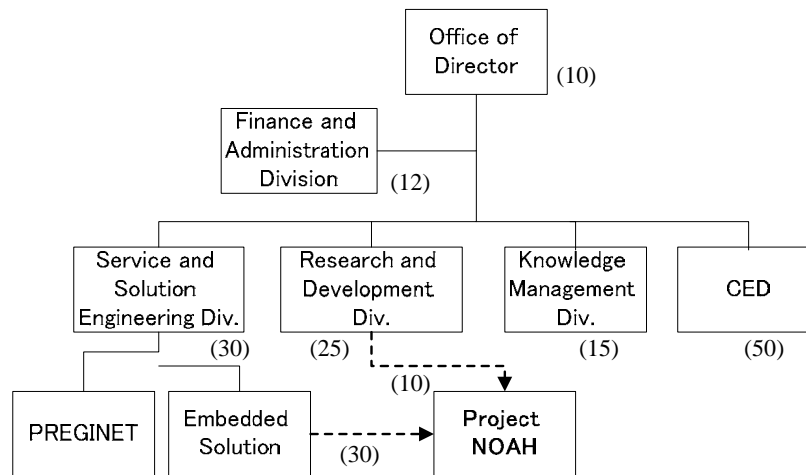 Office of
Director
(10)
Finance and
Administration
Division
(12)
Service and
Solution
Engineering Div.
(30)
Research and
Development
Div.
(25)
Knowledge
Management
Div.
(15)
CED
(50)
(10)
PREGINET
Embedded
Solution
(30)
Project
NOAH